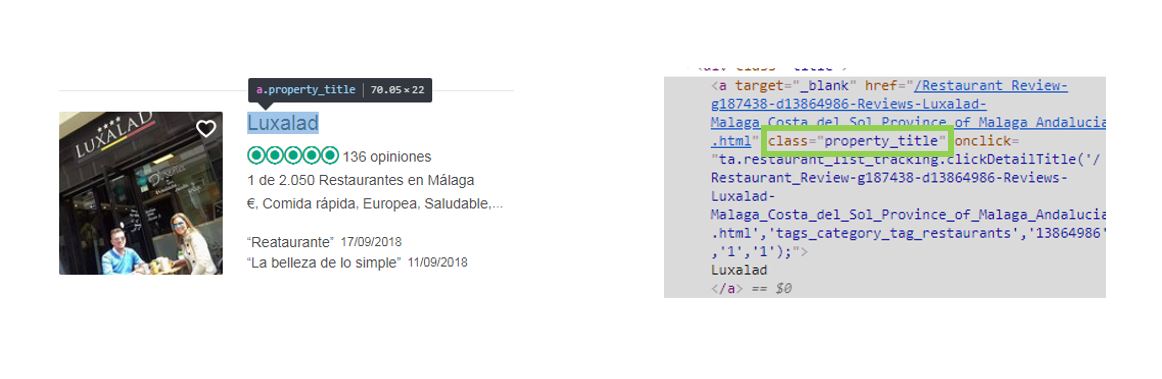 a.property_title | 70.05 × 22
LUXALAD
Luxalad
136 opiniones
1 de 2.050 Restaurantes en Málaga
€, Comida rápida, Europea, Saludable,...
“Reataurante” 17/09/2018
“La belleza de lo simple” 11/09/2018
<div class="title">
<a target="_blank" href="/Restaurant_Review-
g187438-d13864986-Reviews-Luxalad-
Malaga_Costa_del_Sol_Province_of_Malaga_Andalucia
.html" class="property_title" onclick=
"ta.restaurant_list_tracking.clickDetailTitle('/
Restaurant_Review-g187438-d13864986-Reviews-
Luxalad-
Malaga_Costa_del_Sol_Province_of_Malaga_Andalucia
.html','tags_category_tag_restaurants','13864986'
,'1','1');">
Luxalad
</a> == $0